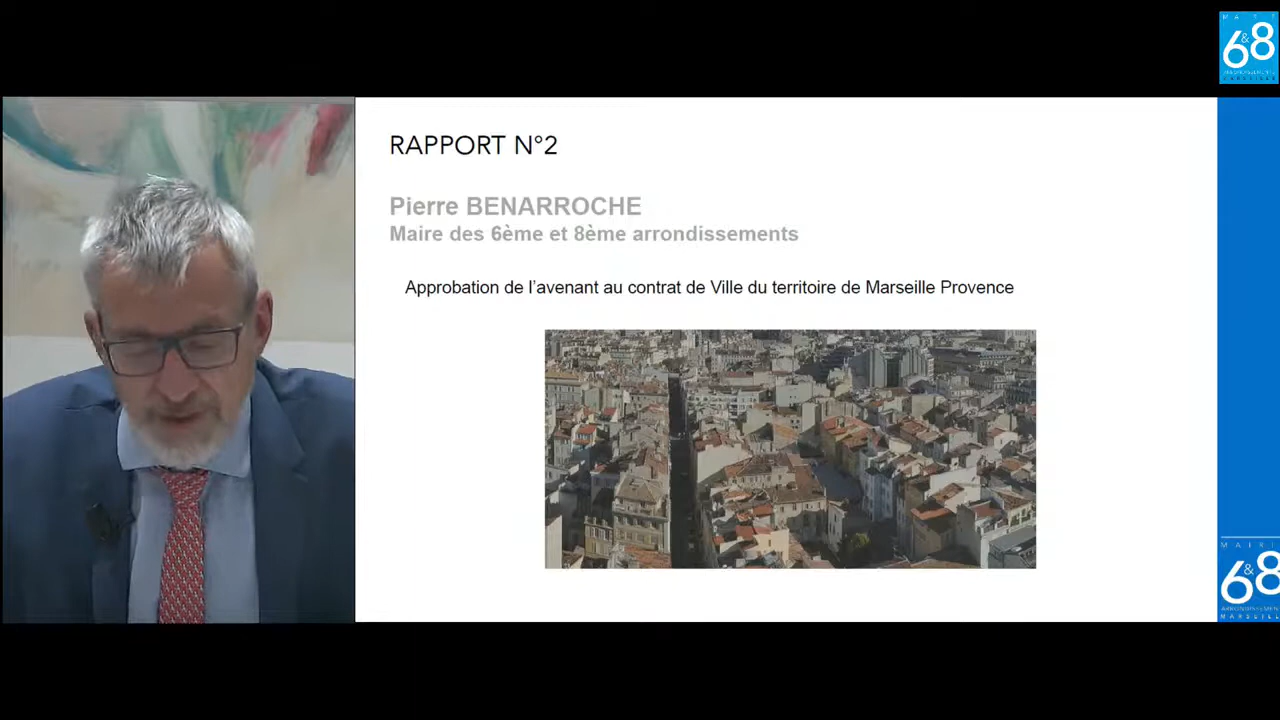 6&8
RAPPORT N°2
Pierre BENARROCHE
Maire des 6ème et 8ème arrondissements
Approbation de l’avenant au contrat de Ville du territoire de Marseille Provence
MAIRI
6&8